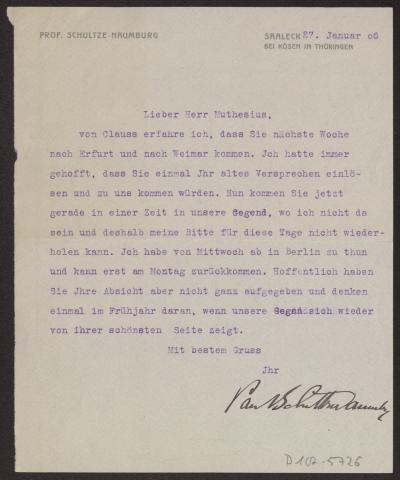 PROF. SCHULTZE-NAUMBURG
SAALECK 27. Januar 06
BEI KÖSEN IN THÜRINGEN
Lieber Herr Muthesius,
von Clauss erfahre ich, dass Sie nächste Woche
nach Erfurt und nach Weimar kommen. Ich hatte immer
gehofft, dass Sie einmal Jhr altes Versprechen einlö-
sen und zu uns kommen würden. Nun kommen Sie jetzt
gerade in einer Zeit in unsere Gegend, wo ich nicht da
sein und deshalb meine Bitte für diese Tage nicht wieder-
holen kann. Jch habe von Mittwoch ab in Berlin zu thun
und kann erst am Montag zurückkommen. Hoffentlich haben
Sie Jhre Absicht aber nicht ganz aufgegeben und denken
einmal im Frühjahr daran, wenn unsere Gegend sich wieder
von ihrer schönsten Seite zeigt.
Mit bestem Gruss
Jhr
Paul Schultze Naumburg
D 102-5726